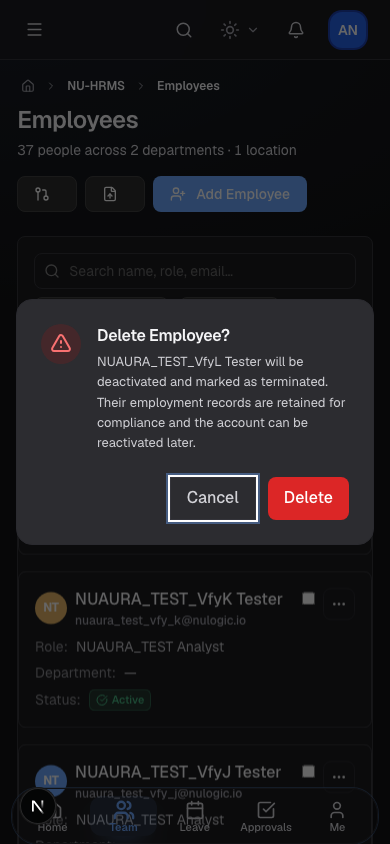 AN
NU-HRMS
Employees
Employees
37 people across 2 departments · 1 location
Add Employee
Search name, role, email...
Delete Employee?
NUAURA_TEST_VfyL Tester will be
deactivated and marked as terminated.
Their employment records are retained for
compliance and the account can be
reactivated later.
Cancel
Delete
NT
NUAURA_TEST_VfyK Tester
nuaura_test_vfy_k@nulogic.io
Role: NUAURA_TEST Analyst
Department: —
Status: Active
NT
NUAURA_TEST_VfyJ Tester
nuaura_test_vfy_j@nulogic.io
Role: NUAURA_TEST Analyst
N
Home
Team
Leave
Approvals
Me